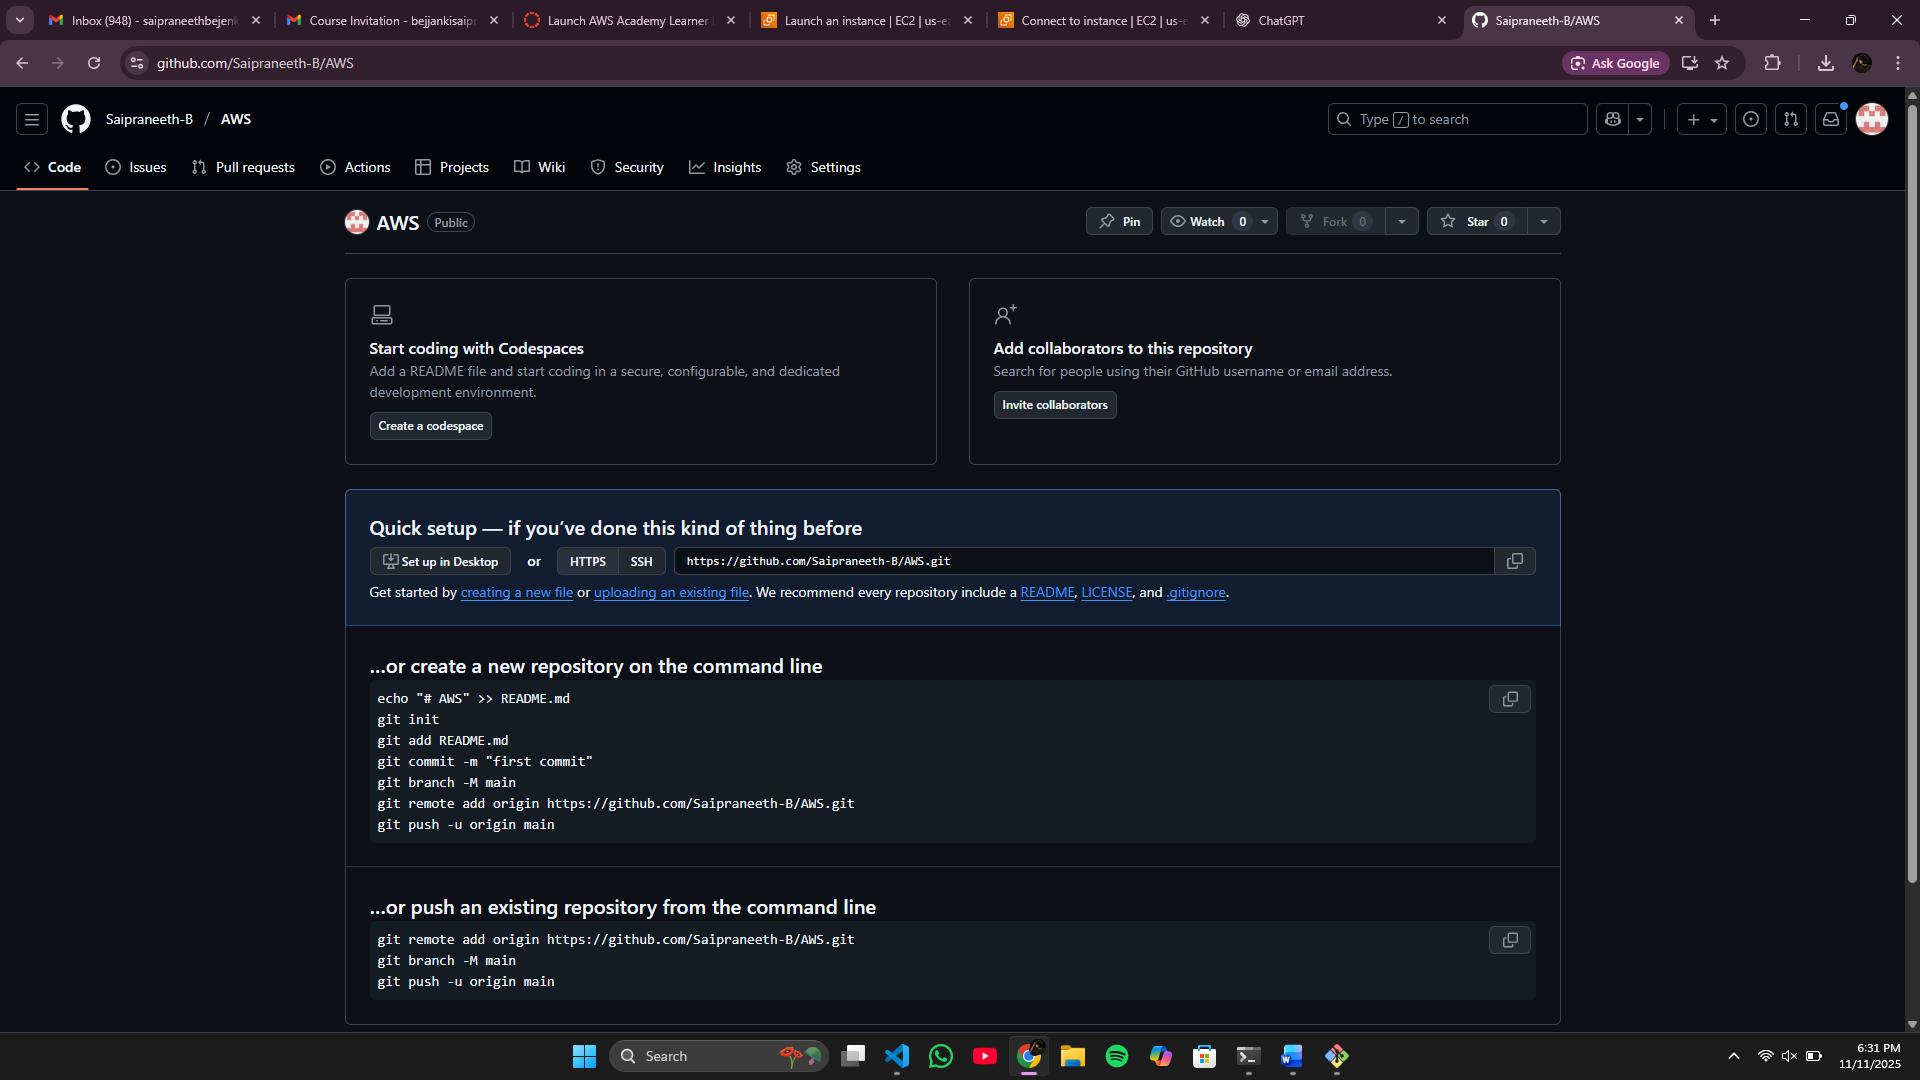 Inbox (948) - saipraneethbejenk
Course Invitation - bejjankisaipr
Launch AWS Academy Learner
Launch an instance | EC2 | us-ea
Connect to instance | EC2 | us-e
ChatGPT
Saipraneeth-B/AWS
github.com/Saipraneeth-B/AWS
Ask Google
Saipraneeth-B / AWS
Type / to search
Code
Issues
Pull requests
Actions
Projects
Wiki
Security
Insights
Settings
AWS Public
Pin
Watch 0
Fork 0
Star 0
Start coding with Codespaces
Add a README file and start coding in a secure, configurable, and dedicated
development environment.
Create a codespace
Add collaborators to this repository
Search for people using their GitHub username or email address.
Invite collaborators
Quick setup — if you’ve done this kind of thing before
Set up in Desktop or HTTPS SSH https://github.com/Saipraneeth-B/AWS.git
Get started by creating a new file or uploading an existing file. We recommend every repository include a README, LICENSE, and .gitignore.
…or create a new repository on the command line
echo "# AWS" >> README.md
git init
git add README.md
git commit -m "first commit"
git branch -M main
git remote add origin https://github.com/Saipraneeth-B/AWS.git
git push -u origin main
…or push an existing repository from the command line
git remote add origin https://github.com/Saipraneeth-B/AWS.git
git branch -M main
git push -u origin main
Search
6:31 PM
11/11/2025